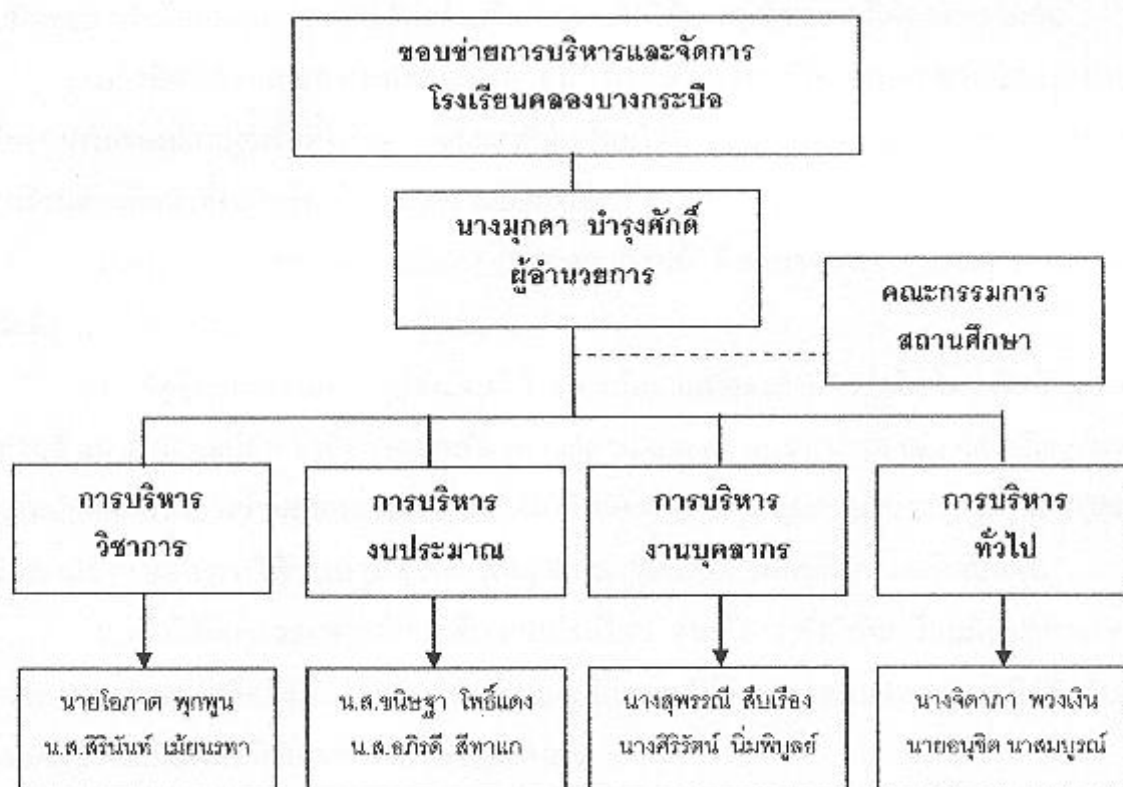 ขอบข่ายการบริหารและจัดการ
โรงเรียนคลองบางกระบือ
นางมุกดา บำรุงศักดิ์
ผู้อำนวยการ
คณะกรรมการ
สถานศึกษา
การบริหาร
วิชาการ
การบริหาร
งบประมาณ
การบริหาร
งานบุคลากร
การบริหาร
ทั่วไป
นายโอภาส พุกพูน
น.ส.สิรินันท์ เมัยนรทา
น.ส.ขนิษฐา โพธิ์แดง
น.ส.อภิรดี สีทาแก
นางสุพรรณี สืบเรือง
นางศิริรัตน์ นิ่มพิบูลย์
นางจิดาภา พวงเงิน
นายอนุชิต นาสมบูรณ์